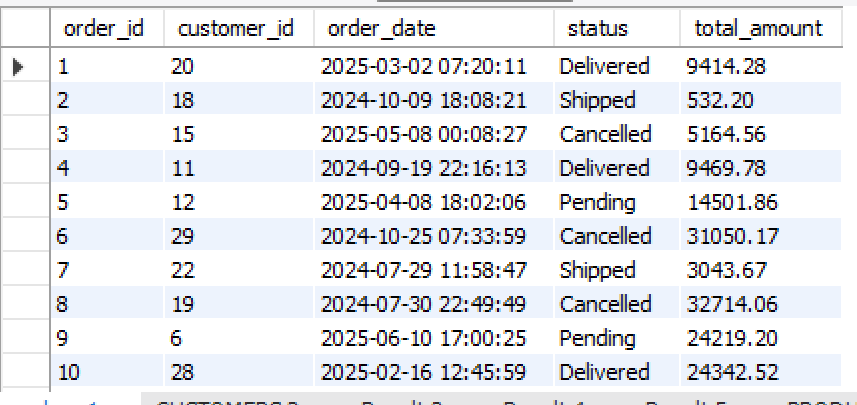 order_id customer_id order_date status total_amount
1 20 2025-03-02 07:20:11 Delivered 9414.28
2 18 2024-10-09 18:08:21 Shipped 532.20
3 15 2025-05-08 00:08:27 Cancelled 5164.56
4 11 2024-09-19 22:16:13 Delivered 9469.78
5 12 2025-04-08 18:02:06 Pending 14501.86
6 29 2024-10-25 07:33:59 Cancelled 31050.17
7 22 2024-07-29 11:58:47 Shipped 3043.67
8 19 2024-07-30 22:49:49 Cancelled 32714.06
9 6 2025-06-10 17:00:25 Pending 24219.20
10 28 2025-02-16 12:45:59 Delivered 24342.52